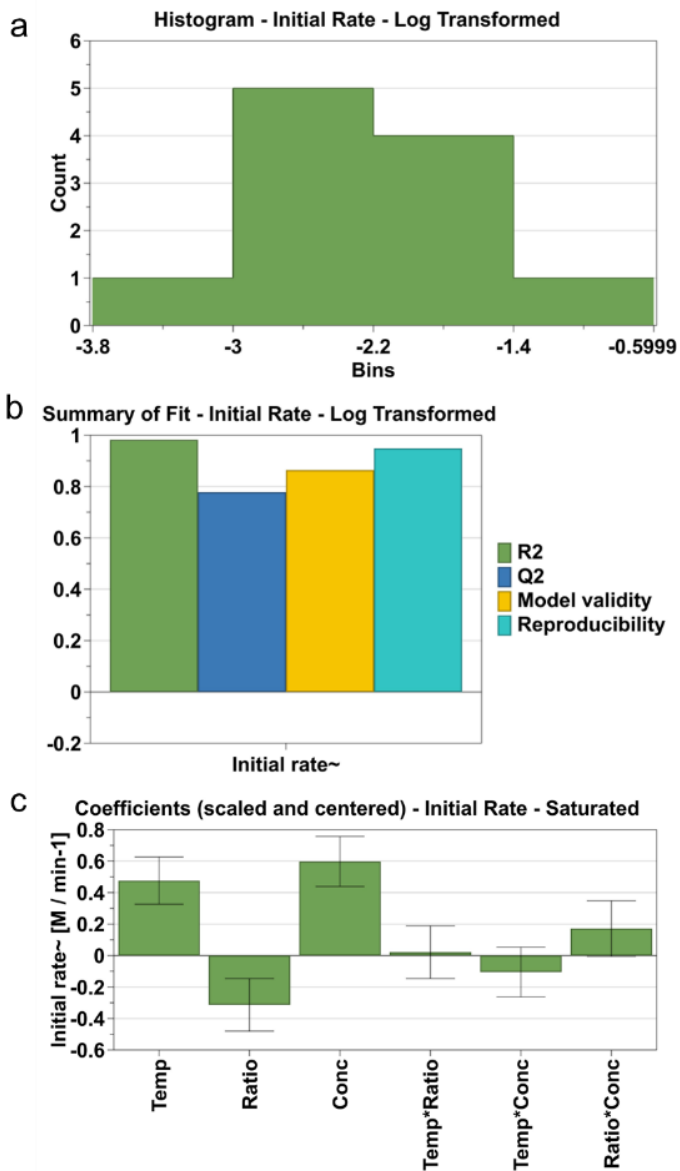 a
Histogram - Initial Rate - Log Transformed
Count
6
5
4
3
2
1
0
-3.8
-3
-2.2
-1.4
-0.5999
Bins
b
Summary of Fit - Initial Rate - Log Transformed
1
0.8
0.6
0.4
0.2
0
-0.2
Initial rate~
R2
Q2
Model validity
Reproducibility
c
Coefficients (scaled and centered) - Initial Rate - Saturated
Initial rate~ [M / min-1]
0.8
0.6
0.4
0.2
0
-0.2
-0.4
-0.6
Temp
Ratio
Conc
Temp*Ratio
Temp*Conc
Ratio*Conc